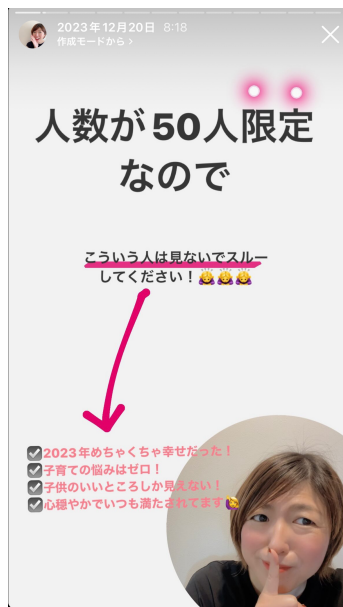 2023年12月20日 8:18
作成モードから >
人数が50人限定
なので
こういう人は見ないでスルー
してください！🙇‍♀️🙇‍♀️🙇‍♀️
✅2023年めちゃくちゃ幸せだった！
✅子育ての悩みはゼロ！
✅子供のいいところしか見えない！
✅心穏やかでいつも満たされてます🙆‍♀️